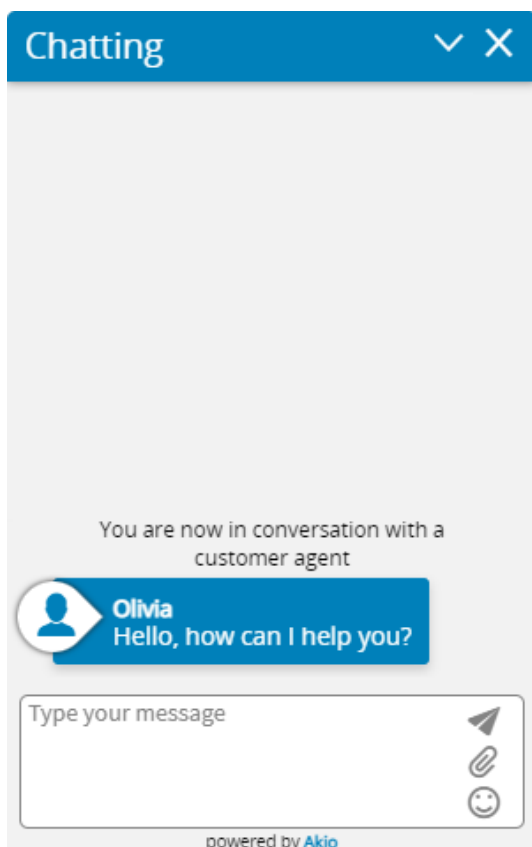 Chatting
You are now in conversation with a
customer agent
Olivia
Hello, how can I help you?
Type your message
powered by Akio